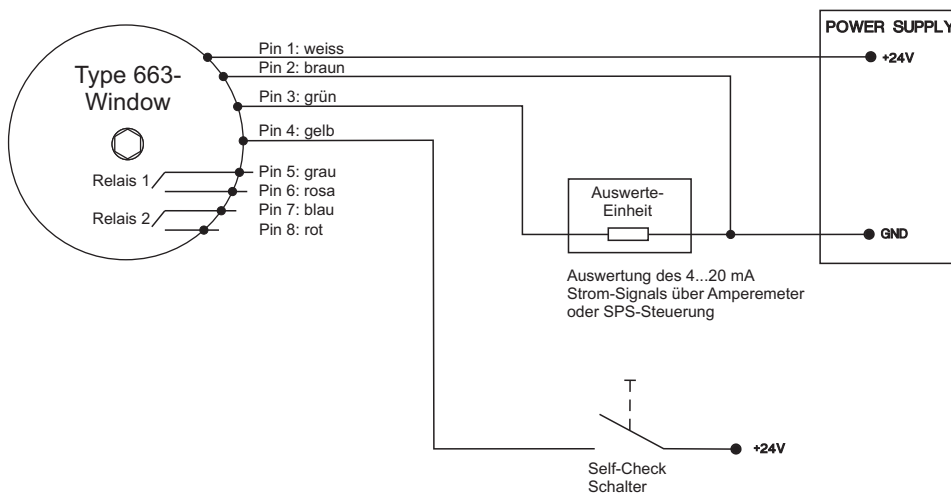 POWER SUPPLY
+24V
Type 663-
Window
Pin 1: weiss
Pin 2: braun
Pin 3: grün
Pin 4: gelb
Relais 1
Pin 5: grau
Pin 6: rosa
Relais 2
Pin 7: blau
Pin 8: rot
Auswerte-
Einheit
GND
Auswertung des 4...20 mA
Strom-Signals über Amperemeter
oder SPS-Steuerung
+24V
Self-Check
Schalter